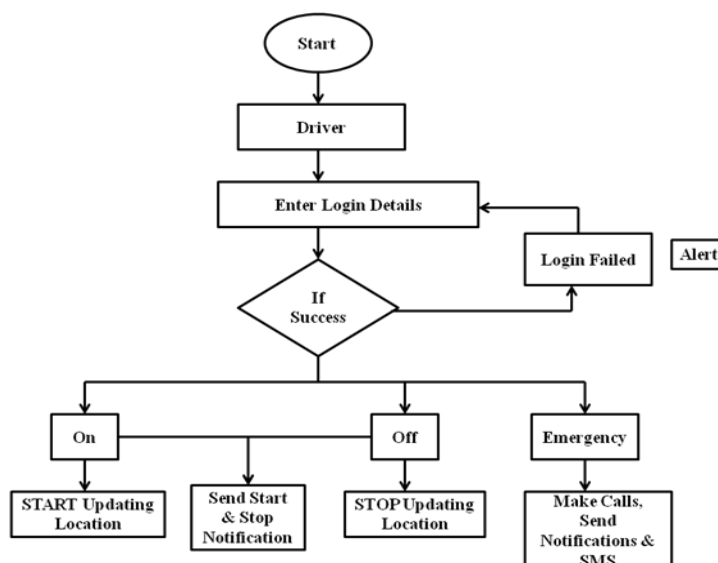 Start
Driver
Enter Login Details
Login Failed
Alert
If
Success
On
Off
Emergency
START Updating
Location
Send Start
& Stop
Notification
STOP Updating
Location
Make Calls,
Send
Notifications &
SMS